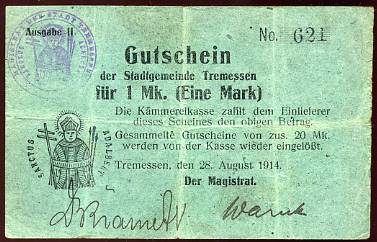 Ausgabe II
No. 621
Gutschein
der Stadtgemeinde Tremessen
für 1 Mk. (Eine Mark)
Die Kämmereikasse zahlt dem Einlieferer
dieses Scheines den obigen Betrag.
Gesammelte Gutscheine von zus. 20 Mk.
werden von der Kasse wieder eingelöst.
SANCTUS ADALBERT
Tremessen, den 28. August 1914.
Der Magistrat.